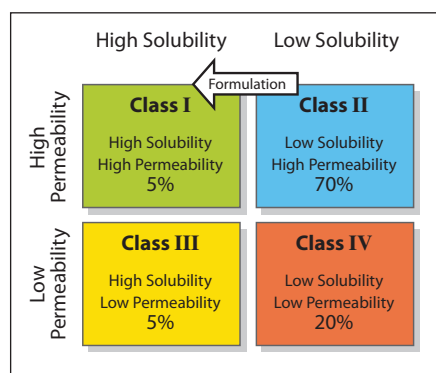 High Solubility
Low Solubility
Formulation
High
Permeability
Class I
High Solubility
High Permeability
5%
Class II
Low Solubility
High Permeability
70%
Low
Permeability
Class III
High Solubility
Low Permeability
5%
Class IV
Low Solubility
Low Permeability
20%